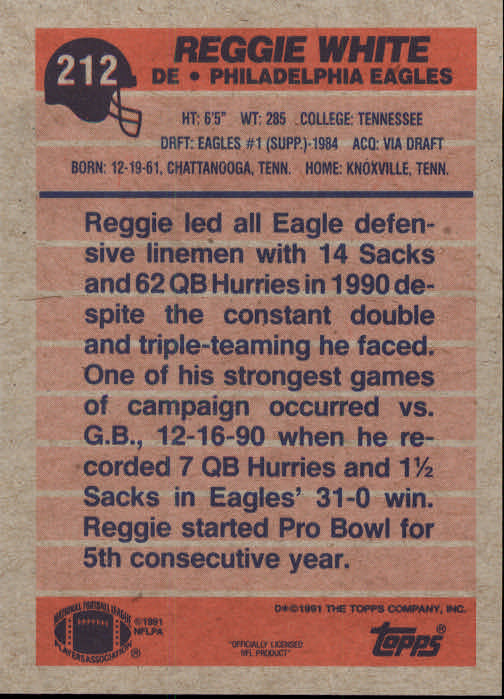 212
REGGIE WHITE
DE • PHILADELPHIA EAGLES
HT: 6'5" WT: 285 COLLEGE: TENNESSEE
DRFT: EAGLES #1 (SUPP.)-1984 ACQ: VIA DRAFT
BORN: 12-19-61, CHATTANOOGA, TENN. HOME: KNOXVILLE, TENN.
Reggie led all Eagle defen-
sive linemen with 14 Sacks
and 62 QB Hurries in 1990 de-
spite the constant double
and triple-teaming he faced.
One of his strongest games
of campaign occurred vs.
G.B., 12-16-90 when he re-
corded 7 QB Hurries and 1½
Sacks in Eagles' 31-0 win.
Reggie started Pro Bowl for
5th consecutive year.
NATIONAL FOOTBALL LEAGUE
PLAYERS ASSOCIATION ®
©1991
NFLPA
"OFFICIALLY LICENSED
NFL PRODUCT"
D*©1991 THE TOPPS COMPANY, INC.
TOPPS®